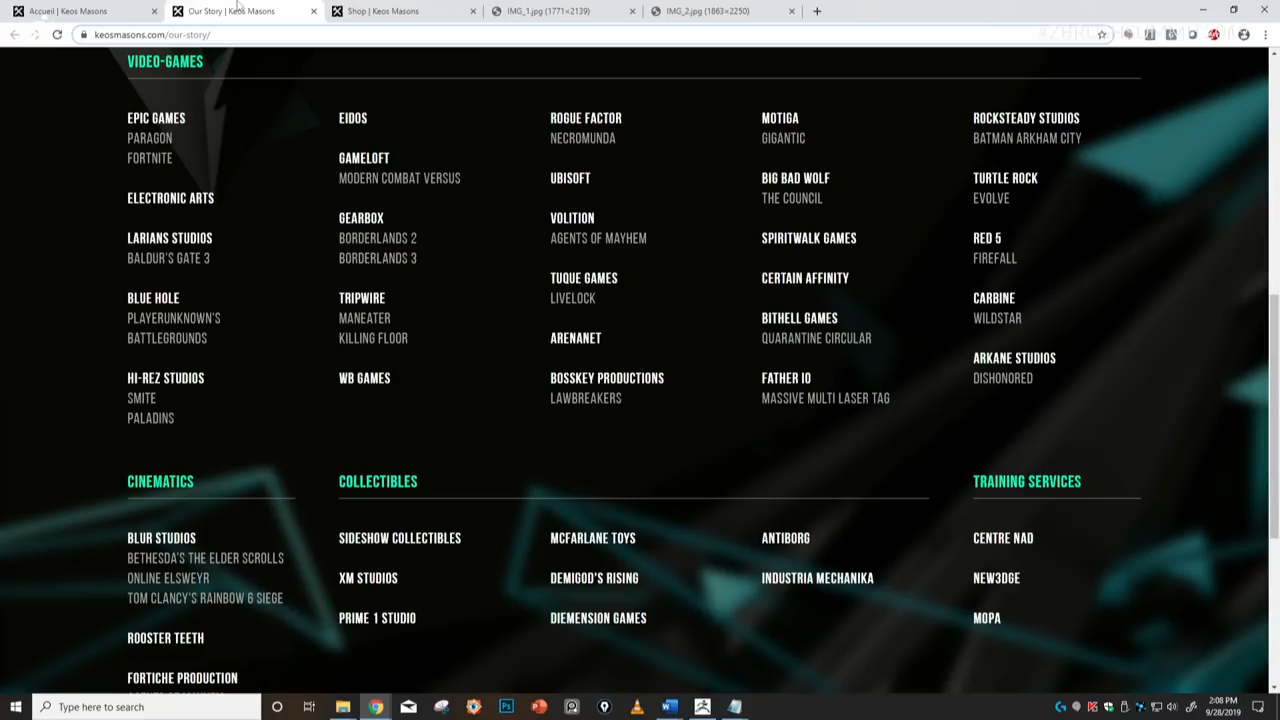 Accueil | Keos Masons
Our Story | Keos Masons
Shop | Keos Masons
IMG_1.jpg (1771×2139)
IMG_2.jpg (1863×2250)
keosmasons.com/our-story/
VIDEO-GAMES
EPIC GAMES
PARAGON
FORTNITE
ELECTRONIC ARTS
LARIANS STUDIOS
BALDUR'S GATE 3
BLUE HOLE
PLAYERUNKNOWN'S
BATTLEGROUNDS
HI-REZ STUDIOS
SMITE
PALADINS
EIDOS
GAMELOFT
MODERN COMBAT VERSUS
GEARBOX
BORDERLANDS 2
BORDERLANDS 3
TRIPWIRE
MANEATER
KILLING FLOOR
WB GAMES
ROGUE FACTOR
NECROMUNDA
UBISOFT
VOLITION
AGENTS OF MAYHEM
TUQUE GAMES
LIVELOCK
ARENANET
BOSSKEY PRODUCTIONS
LAWBREAKERS
MOTIGA
GIGANTIC
BIG BAD WOLF
THE COUNCIL
SPIRITWALK GAMES
CERTAIN AFFINITY
BITHELL GAMES
QUARANTINE CIRCULAR
FATHER IO
MASSIVE MULTI LASER TAG
ROCKSTEADY STUDIOS
BATMAN ARKHAM CITY
TURTLE ROCK
EVOLVE
RED 5
FIREFALL
CARBINE
WILDSTAR
ARKANE STUDIOS
DISHONORED
CINEMATICS
BLUR STUDIOS
BETHESDA'S THE ELDER SCROLLS
ONLINE ELSWEYR
TOM CLANCY'S RAINBOW 6 SIEGE
ROOSTER TEETH
FORTICHE PRODUCTION
COLLECTIBLES
SIDESHOW COLLECTIBLES
XM STUDIOS
PRIME 1 STUDIO
MCFARLANE TOYS
DEMIGOD'S RISING
DIEMENSION GAMES
ANTIBORG
INDUSTRIA MECHANIKA
TRAINING SERVICES
CENTRE NAD
NEW3DGE
MOPA
Type here to search
2:08 PM
9/28/2019